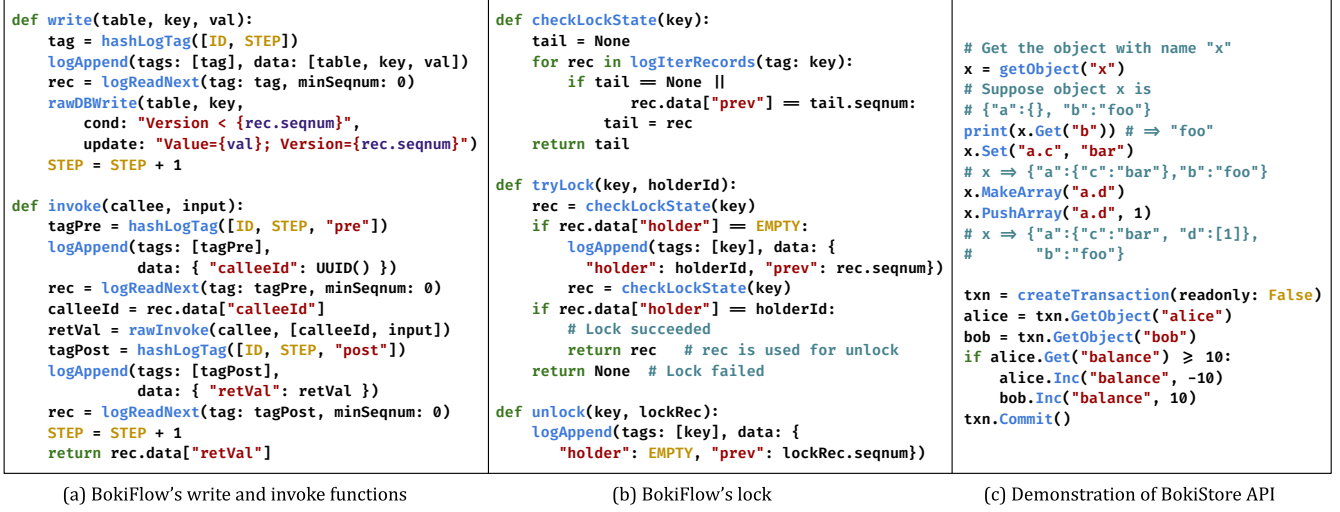 def write(table, key, val):
    tag = hashLogTag([ID, STEP])
    logAppend(tags: [tag], data: [table, key, val])
    rec = logReadNext(tag: tag, minSeqnum: 0)
    rawDBWrite(table, key,
        cond: "Version < {rec.seqnum}",
        update: "Value={val}; Version={rec.seqnum}")
    STEP = STEP + 1
def invoke(callee, input):
    tagPre = hashLogTag([ID, STEP, "pre"])
    logAppend(tags: [tagPre],
              data: { "calleeId": UUID() })
    rec = logReadNext(tag: tagPre, minSeqnum: 0)
    calleeId = rec.data["calleeId"]
    retVal = rawInvoke(callee, [calleeId, input])
    tagPost = hashLogTag([ID, STEP, "post"])
    logAppend(tags: [tagPost],
              data: { "retVal": retVal })
    rec = logReadNext(tag: tagPost, minSeqnum: 0)
    STEP = STEP + 1
    return rec.data["retVal"]
(a) BokiFlow's write and invoke functions
def checkLockState(key):
    tail = None
    for rec in logIterRecords(tag: key):
        if tail == None ||
               rec.data["prev"] == tail.seqnum:
            tail = rec
    return tail
def tryLock(key, holderId):
    rec = checkLockState(key)
    if rec.data["holder"] == EMPTY:
        logAppend(tags: [key], data: {
          "holder": holderId, "prev": rec.seqnum})
        rec = checkLockState(key)
    if rec.data["holder"] == holderId:
        # Lock succeeded
        return rec   # rec is used for unlock
    return None  # Lock failed
def unlock(key, lockRec):
    logAppend(tags: [key], data: {
       "holder": EMPTY, "prev": lockRec.seqnum})
(b) BokiFlow's lock
# Get the object with name "x"
x = getObject("x")
# Suppose object x is
# {"a":{}, "b":"foo"}
print(x.Get("b")) # ⇒ "foo"
x.Set("a.c", "bar")
# x ⇒ {"a":{"c":"bar"},"b":"foo"}
x.MakeArray("a.d")
x.PushArray("a.d", 1)
# x ⇒ {"a":{"c":"bar", "d":[1]},
#       "b":"foo"}
txn = createTransaction(readonly: False)
alice = txn.GetObject("alice")
bob = txn.GetObject("bob")
if alice.Get("balance") ≥ 10:
    alice.Inc("balance", -10)
    bob.Inc("balance", 10)
txn.Commit()
(c) Demonstration of BokiStore API